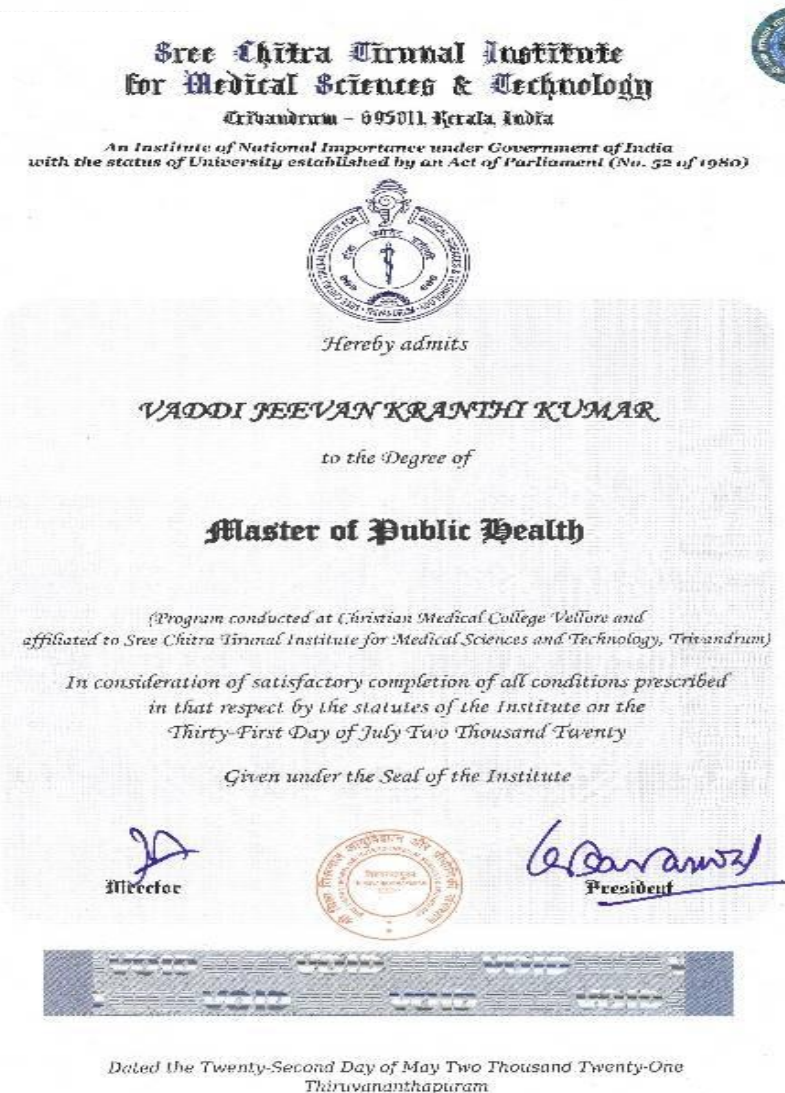 Sree Chitra Tirunal Institute
for Medical Sciences & Technology
Trivandrum - 695011, Kerala, India
An Institute of National Importance under Government of India
with the status of University established by an Act of Parliament (No. 52 of 1980)
Hereby admits
VADDI JEEVAN KRANTHI KUMAR
to the Degree of
Master of Public Health
(Program conducted at Christian Medical College Vellore and
affiliated to Sree Chitra Tirunal Institute for Medical Sciences and Technology, Trivandrum)
In consideration of satisfactory completion of all conditions prescribed
in that respect by the statutes of the Institute on the
Thirty-First Day of July Two Thousand Twenty
Given under the Seal of the Institute
Director
President
VOID VOID VOID
VOID VOID VOID
Dated the Twenty-Second Day of May Two Thousand Twenty-One
Thiruvananthapuram